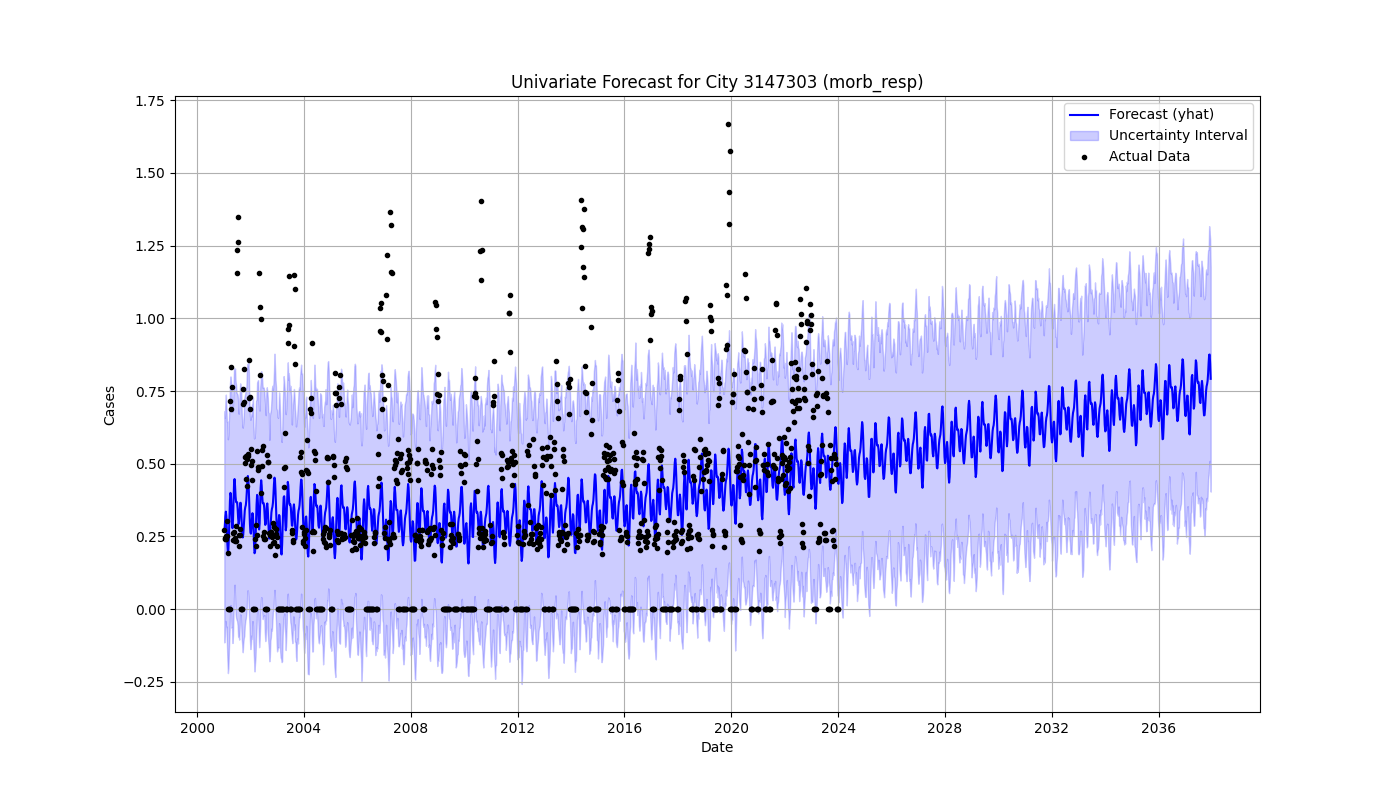 Univariate Forecast for City 3147303 (morb_resp)
Forecast (yhat)
Uncertainty Interval
Actual Data
Cases
1.75
1.50
1.25
1.00
0.75
0.50
0.25
0.00
−0.25
2000 2004 2008 2012 2016 2020 2024 2028 2032 2036
Date